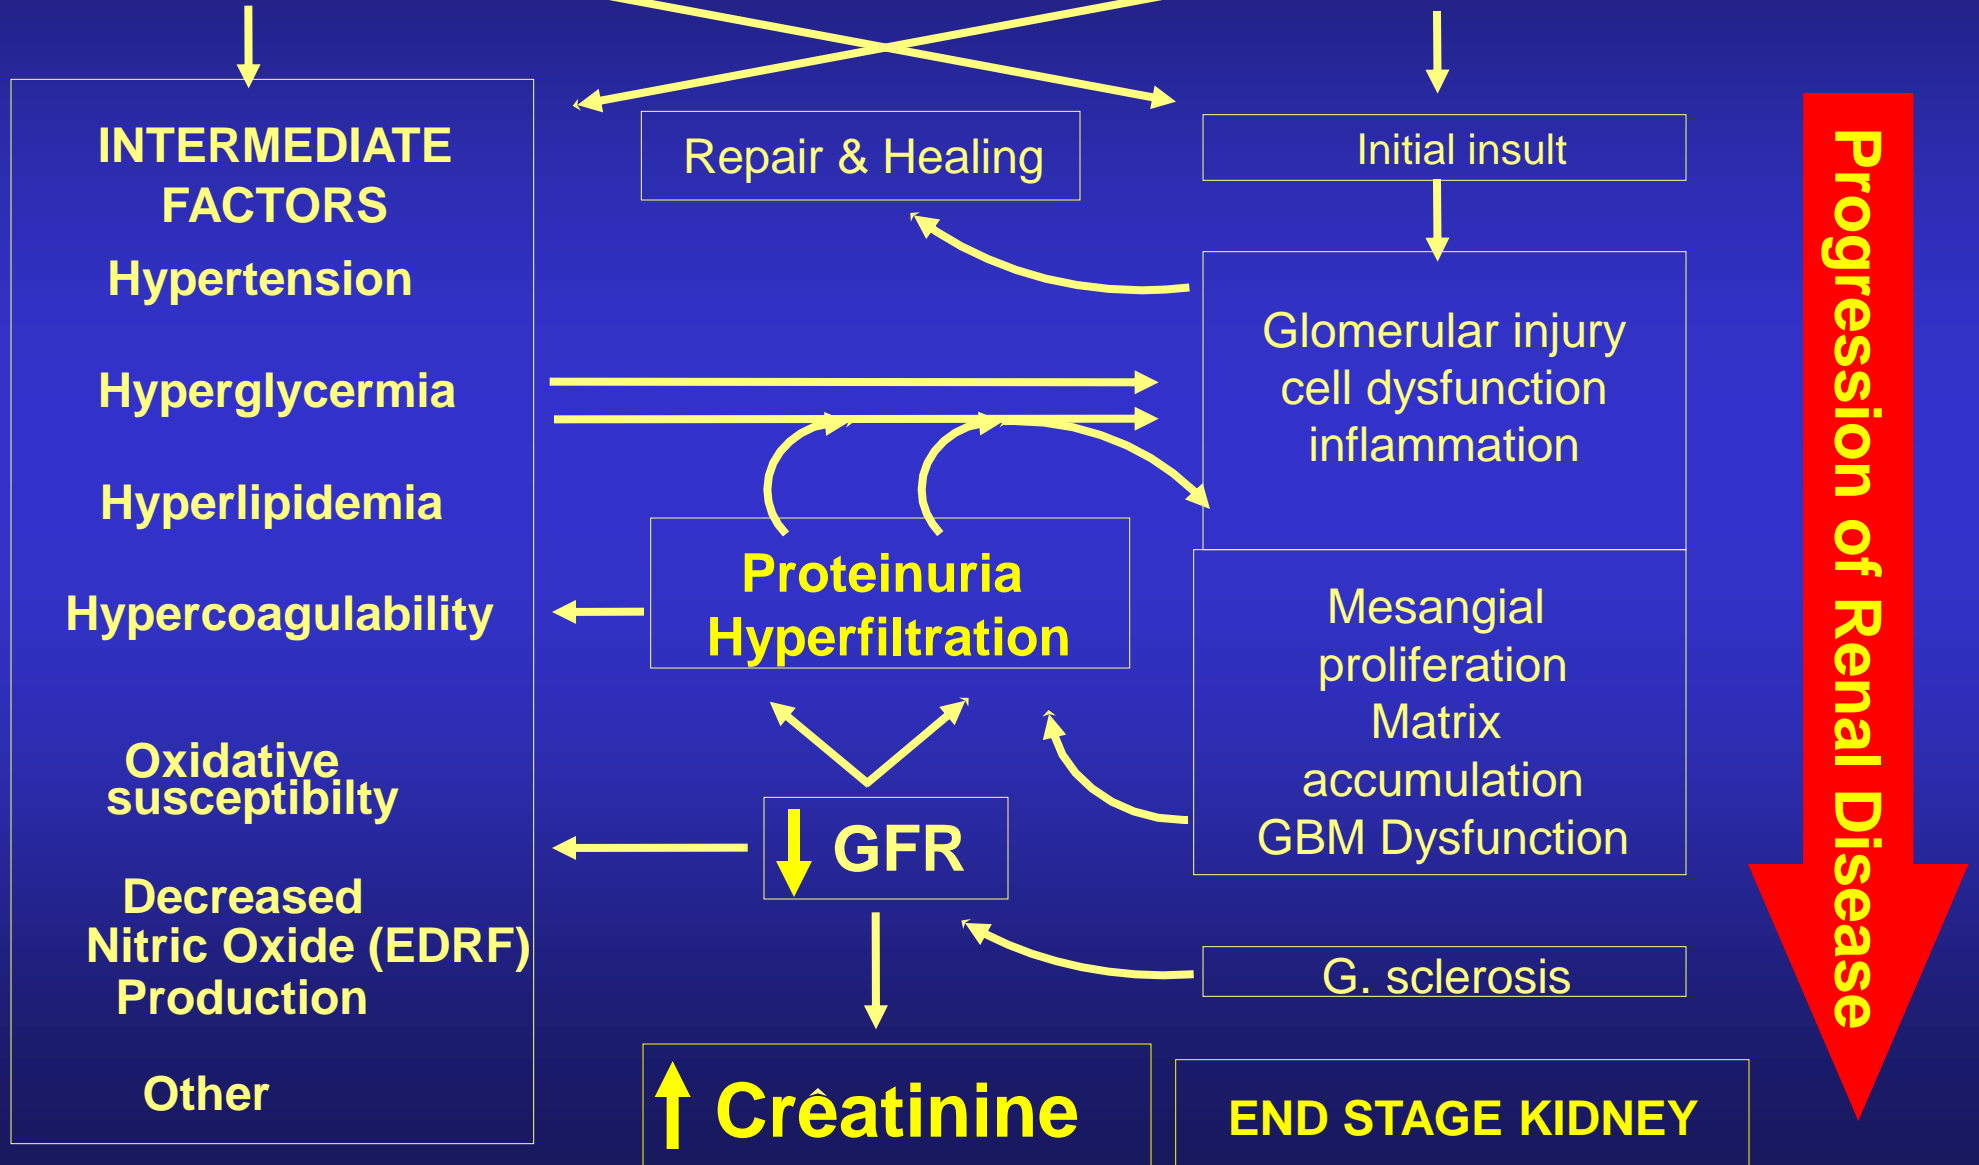 INTERMEDIATE
FACTORS
Hypertension
Hyperglycermia
Hyperlipidemia
Hypercoagulability
Oxidative
susceptibilty
Decreased
Nitric Oxide (EDRF)
Production
Other
Repair & Healing
Proteinuria
Hyperfiltration
GFR
Crêatinine
Initial insult
Glomerular injury
cell dysfunction
inflammation
Mesangial
proliferation
Matrix
accumulation
GBM Dysfunction
G. sclerosis
END STAGE KIDNEY
Progression of Renal Disease